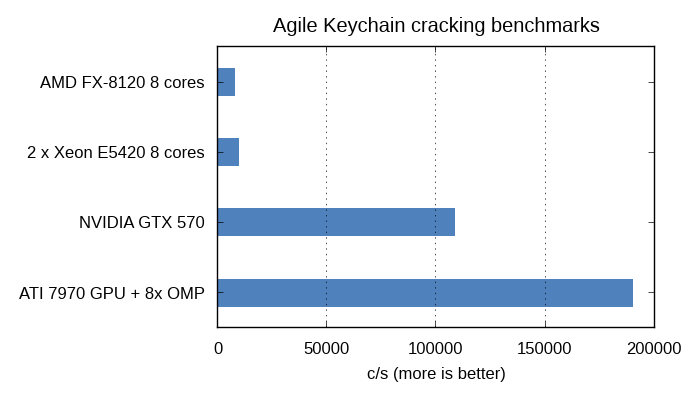 Agile Keychain cracking benchmarks
AMD FX-8120 8 cores
2 x Xeon E5420 8 cores
NVIDIA GTX 570
ATI 7970 GPU + 8x OMP
0 50000 100000 150000 200000
c/s (more is better)